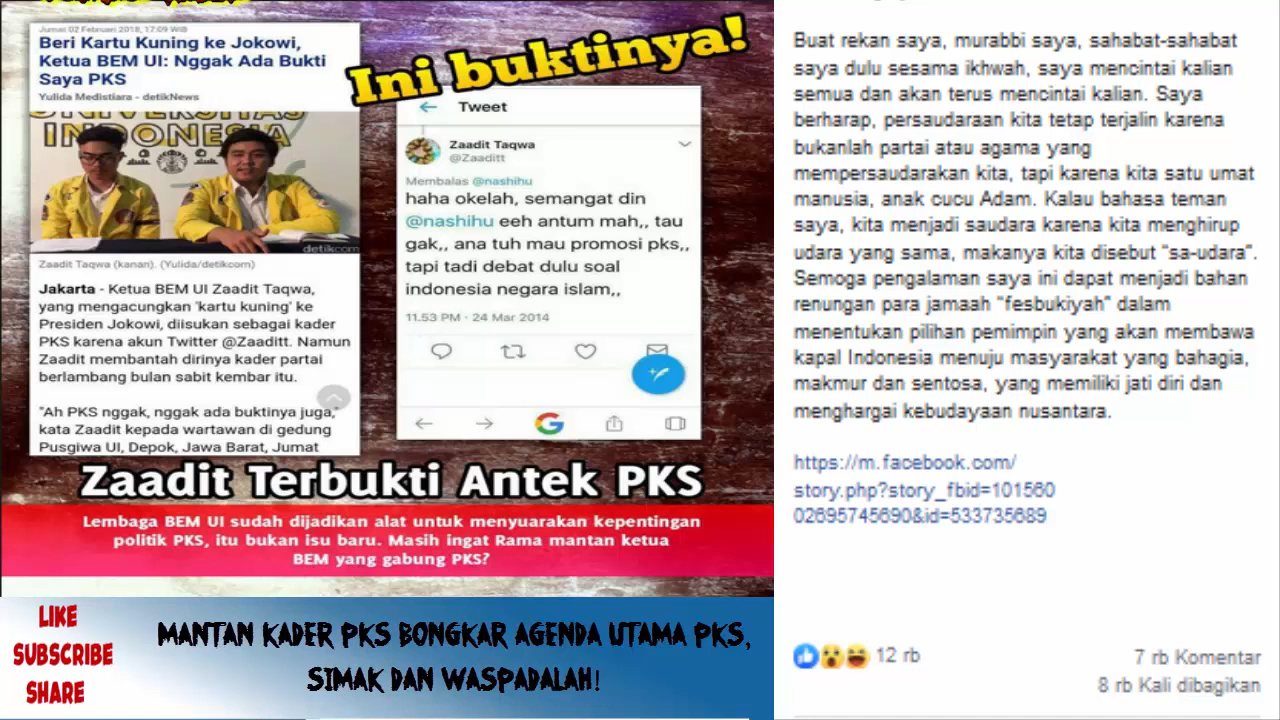 Jumat 02 Februari 2018, 17:09 WIB
Beri Kartu Kuning ke Jokowi,
Ketua BEM UI: Nggak Ada Bukti
Saya PKS
Yulida Medistiara - detikNews
UNIVERSITAS
INDONESIA
detikcom
Zaadit Taqwa (kanan). (Yulida/detikcom)
Jakarta - Ketua BEM UI Zaadit Taqwa,
yang mengacungkan 'kartu kuning' ke
Presiden Jokowi, diisukan sebagai kader
PKS karena akun Twitter @Zaaditt. Namun
Zaadit membantah dirinya kader partai
berlambang bulan sabit kembar itu.
"Ah PKS nggak, nggak ada buktinya juga,"
kata Zaadit kepada wartawan di gedung
Pusgiwa UI, Depok, Jawa Barat, Jumat
Ini buktinya!
Tweet
Zaadit Taqwa
@Zaaditt
Membalas @nashihu
haha okelah, semangat din
@nashihu eeh antum mah,, tau
gak,, ana tuh mau promosi pks,,
tapi tadi debat dulu soal
indonesia negara islam,,
11.53 PM · 24 Mar 2014
Zaadit Terbukti Antek PKS
Lembaga BEM UI sudah dijadikan alat untuk menyuarakan kepentingan
politik PKS, itu bukan isu baru. Masih ingat Rama mantan ketua
BEM yang gabung PKS?
LIKE
SUBSCRIBE
SHARE
MANTAN KADER PKS BONGKAR AGENDA UTAMA PKS,
SIMAK DAN WASPADALAH!
Buat rekan saya, murabbi saya, sahabat-sahabat
saya dulu sesama ikhwah, saya mencintai kalian
semua dan akan terus mencintai kalian. Saya
berharap, persaudaraan kita tetap terjalin karena
bukanlah partai atau agama yang
mempersaudarakan kita, tapi karena kita satu umat
manusia, anak cucu Adam. Kalau bahasa teman
saya, kita menjadi saudara karena kita menghirup
udara yang sama, makanya kita disebut "sa-udara".
Semoga pengalaman saya ini dapat menjadi bahan
renungan para jamaah "fesbukiyah" dalam
menentukan pilihan pemimpin yang akan membawa
kapal Indonesia menuju masyarakat yang bahagia,
makmur dan sentosa, yang memiliki jati diri dan
menghargai kebudayaan nusantara.
https://m.facebook.com/
story.php?story_fbid=101560
02695745690&id=533735689
12 rb
7 rb Komentar
8 rb Kali dibagikan